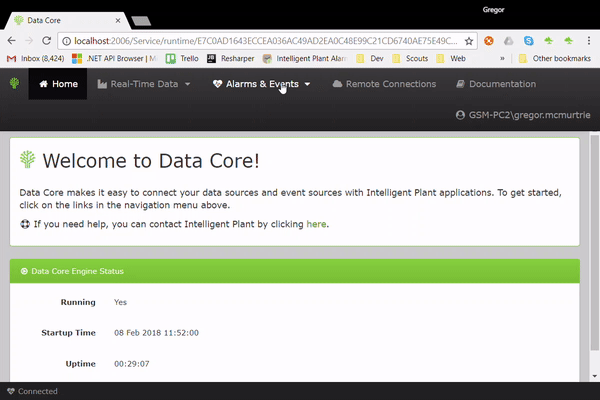 Gregor
Data Core
localhost:2006/Service/runtime/E7C0AD1643ECCEA036AC49AD2EA0C48E99C21CD6740AE75E49C...
Inbox (8,424)
.NET API Browser | Mi
Trello
Resharper
Intelligent Plant Alarm
Dev
Scouts
Web
Other bookmarks
Home
Real-Time Data
Alarms & Events
Remote Connections
Documentation
GSM-PC2\gregor.mcmurtrie
Welcome to Data Core!
Data Core makes it easy to connect your data sources and event sources with Intelligent Plant applications. To get started,
click on the links in the navigation menu above.
If you need help, you can contact Intelligent Plant by clicking here.
Data Core Engine Status
Running Yes
Startup Time 08 Feb 2018 11:52:00
Uptime 00:29:07
Connected